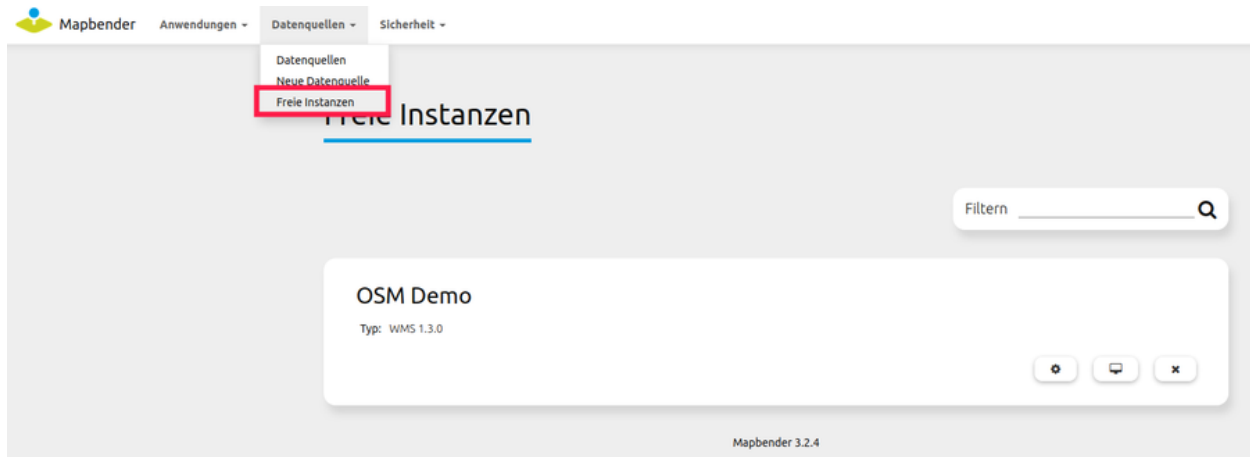 Mapbender Anwendungen Datenquellen Sicherheit
Datenquellen
Neue Datenquelle
Freie Instanzen
Freie Instanzen
Filtern
OSM Demo
Typ: WMS 1.3.0
Mapbender 3.2.4